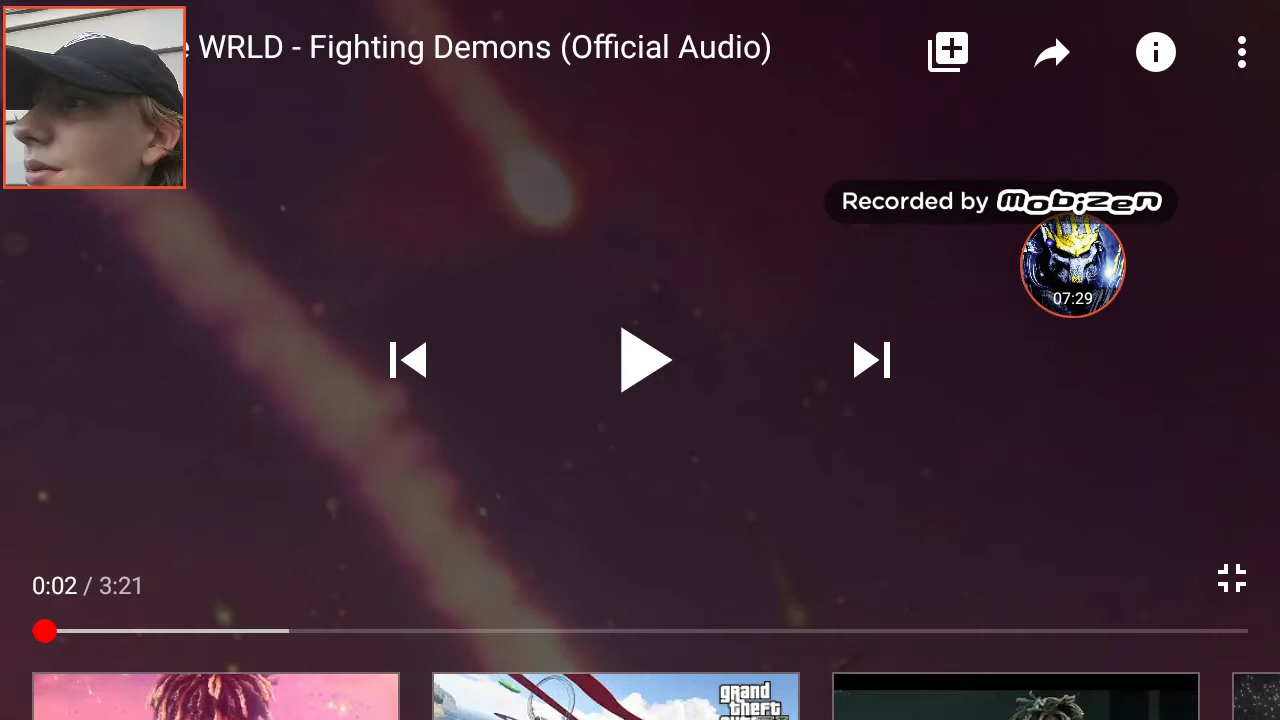 e WRLD - Fighting Demons (Official Audio)
Recorded by mobizen
07:29
0:02 / 3:21
grand
theft